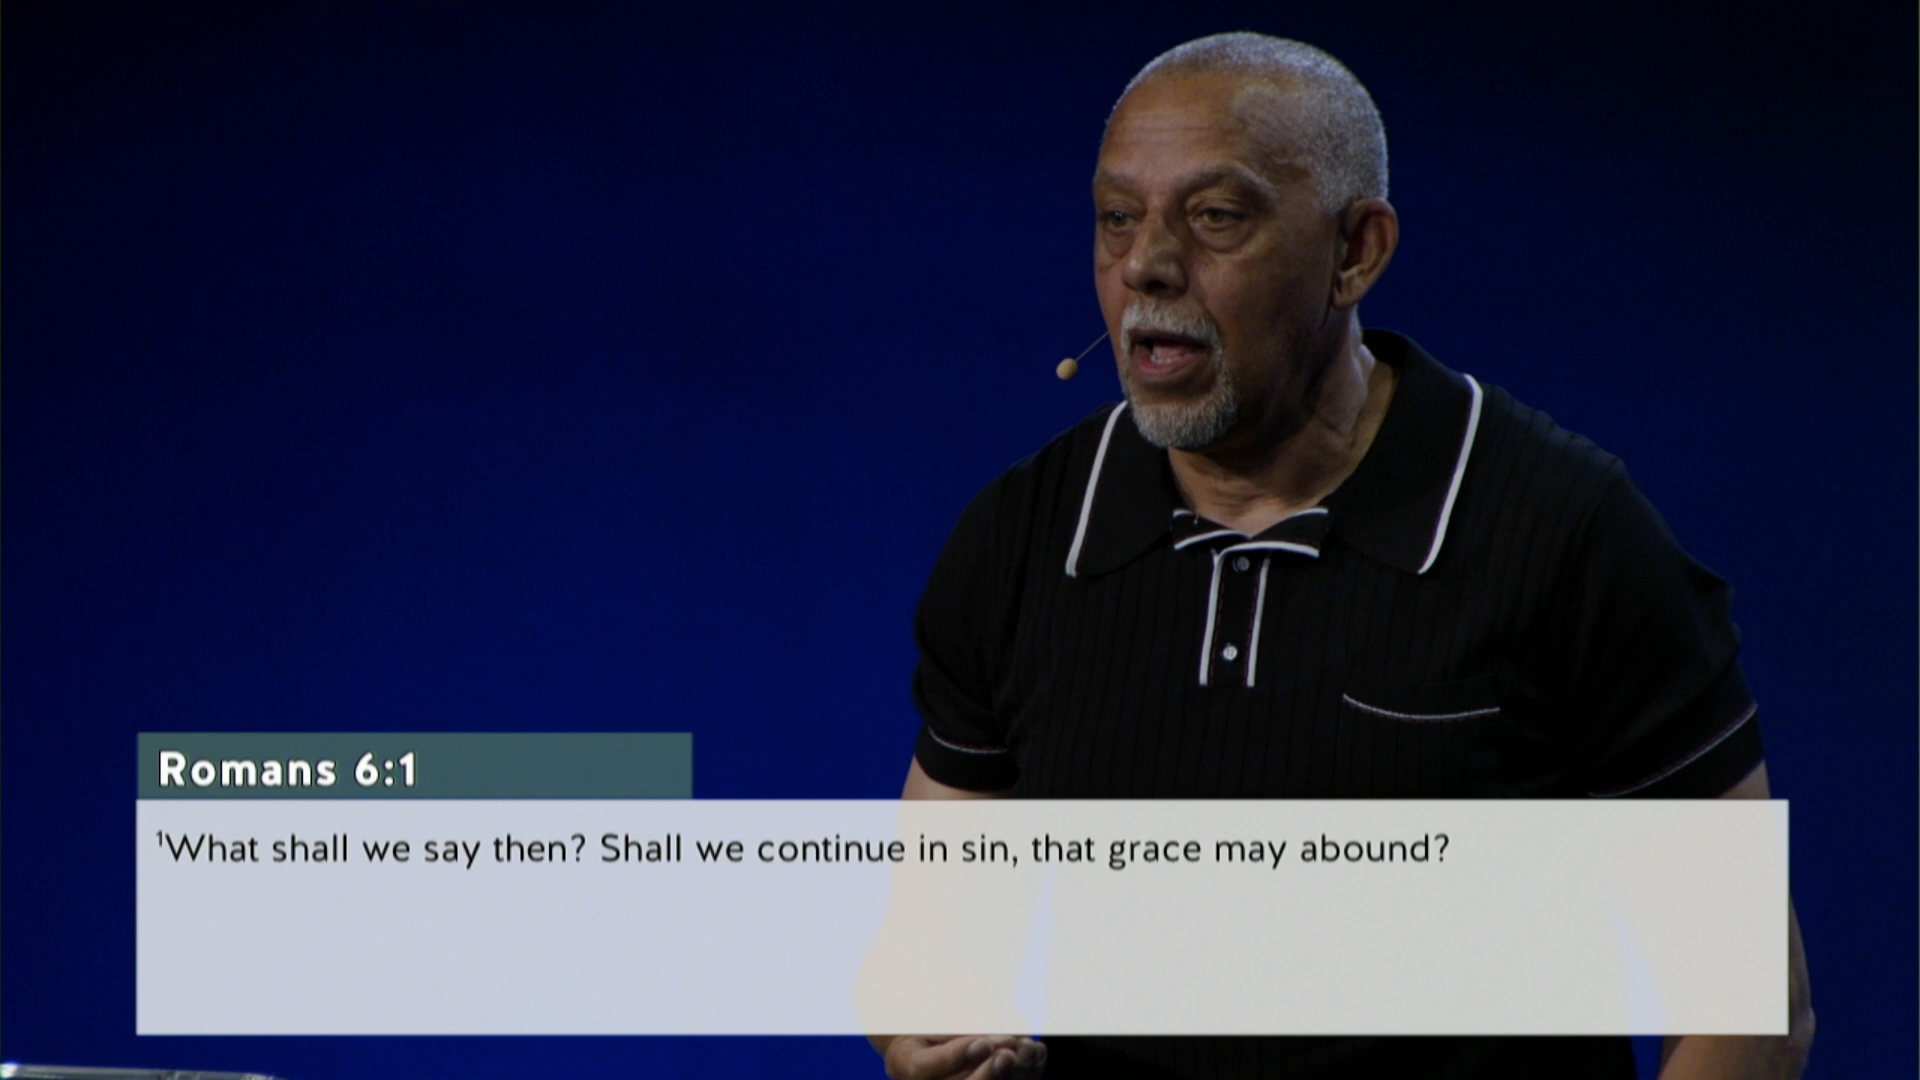 Romans 6:1
¹What shall we say then? Shall we continue in sin, that grace may abound?